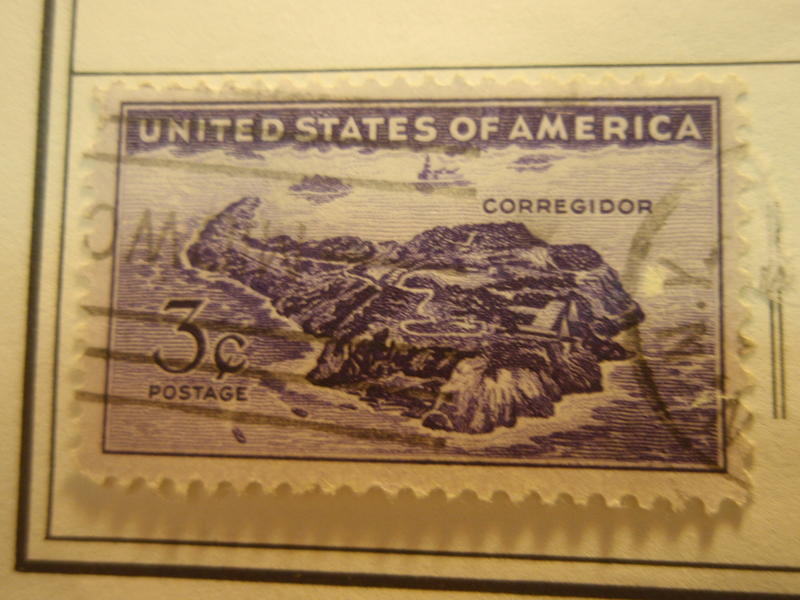 UNITED STATES OF AMERICA
CORREGIDOR
3¢
POSTAGE